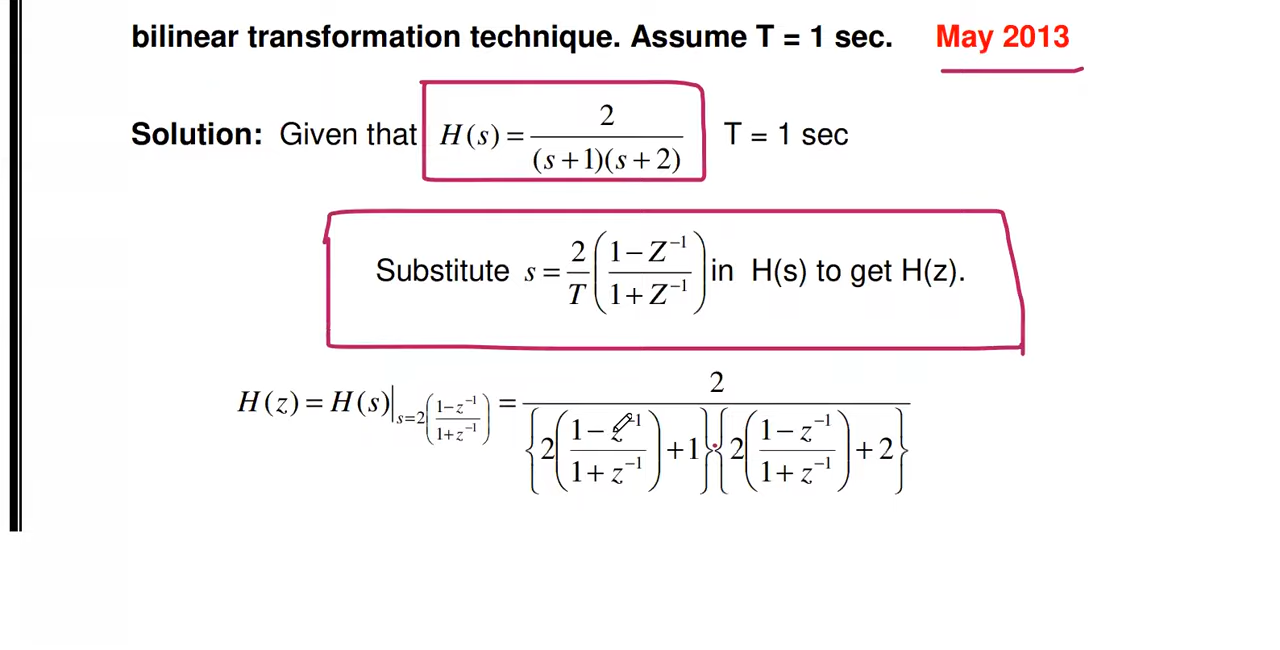 bilinear transformation technique. Assume T = 1 sec. May 2013
Solution: Given that H(s) = 2 / (s+1)(s+2) T = 1 sec
Substitute s = 2/T ((1 − Z⁻¹)/(1 + Z⁻¹)) in H(s) to get H(z).
H(z) = H(s)|s=2((1−z⁻¹)/(1+z⁻¹)) = 2 / {2((1 − z⁻¹)/(1 + z⁻¹)) + 1}{2((1 − z⁻¹)/(1 + z⁻¹)) + 2}